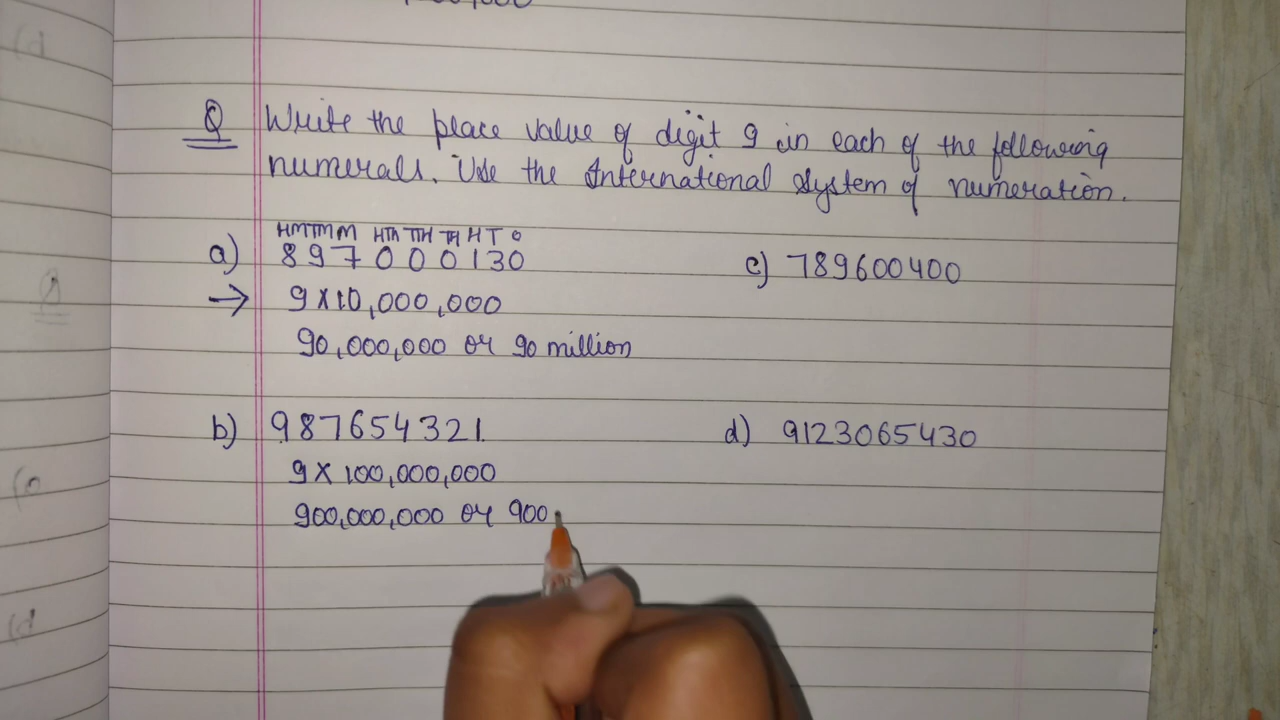 Q Write the place value of digit 9 in each of the following
numerals. Use the International System of numeration.
HM TM M HTh TTH TH H T O
a) 897000130
→ 9 × 10,000,000
90,000,000 or 90 million
c) 789600400
b) 987654321
9 × 100,000,000
900,000,000 or 900
d) 9123065430